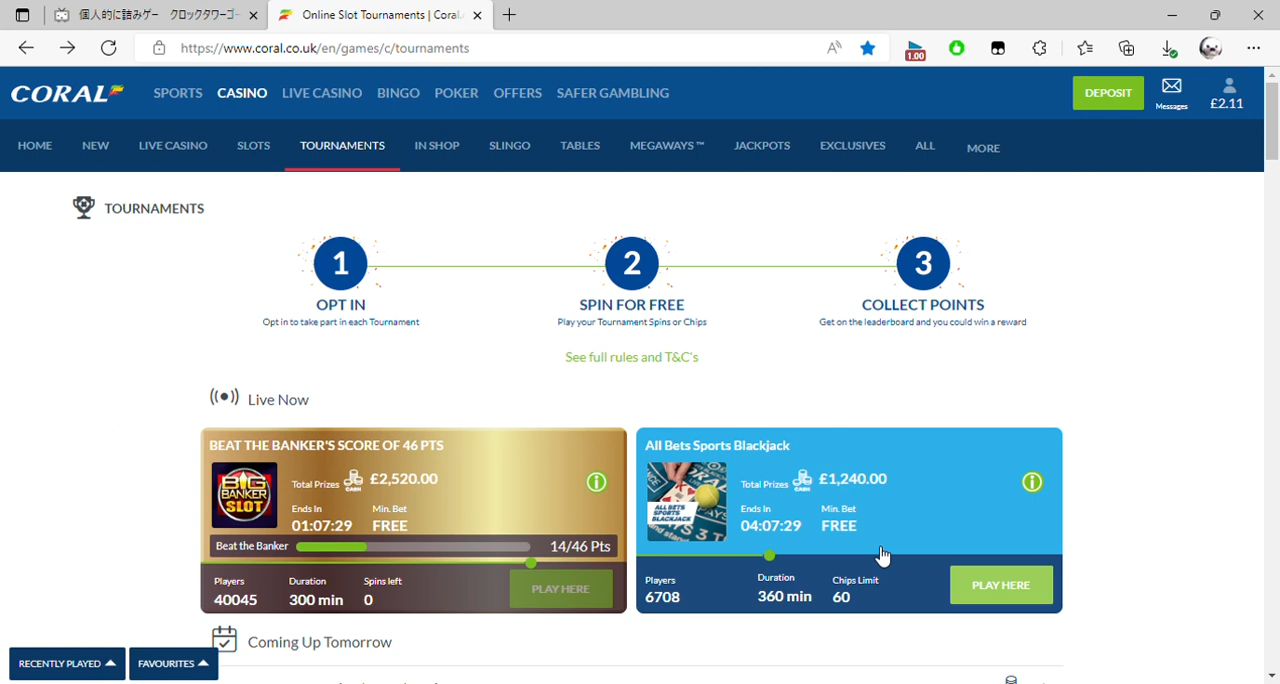 個人的に詰みゲー クロックタワーゴー
Online Slot Tournaments | Coral.
https://www.coral.co.uk/en/games/c/tournaments
1.00
CORAL
SPORTS CASINO LIVE CASINO BINGO POKER OFFERS SAFER GAMBLING
DEPOSIT
Messages
£2.11
HOME NEW LIVE CASINO SLOTS TOURNAMENTS IN SHOP SLINGO TABLES MEGAWAYS™ JACKPOTS EXCLUSIVES ALL MORE
TOURNAMENTS
1 2 3
OPT IN SPIN FOR FREE COLLECT POINTS
Opt in to take part in each Tournament Play your Tournament Spins or Chips Get on the leaderboard and you could win a reward
See full rules and T&C's
Live Now
BEAT THE BANKER'S SCORE OF 46 PTS
BIG BANKER SLOT
Total Prizes CASH £2,520.00
Ends In Min. Bet
01:07:29 FREE
Beat the Banker 14/46 Pts
Players Duration Spins left
40045 300 min 0
PLAY HERE
All Bets Sports Blackjack
ALL BETS SPORTS BLACKJACK
Total Prizes CASH £1,240.00
Ends In Min. Bet
04:07:29 FREE
Players Duration Chips Limit
6708 360 min 60
PLAY HERE
Coming Up Tomorrow
RECENTLY PLAYED FAVOURITES